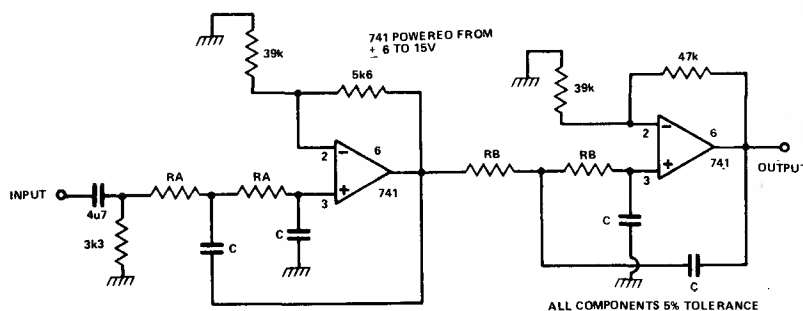 741 POWEREO FROM
± 6 TO 15V
39k
5k6
2
6
3
741
INPUT
4u7
3k3
RA
RA
C
C
39k
47k
2
6
3
741
OUTPUT
RB
RB
C
C
ALL COMPONENTS 5% TOLERANCE